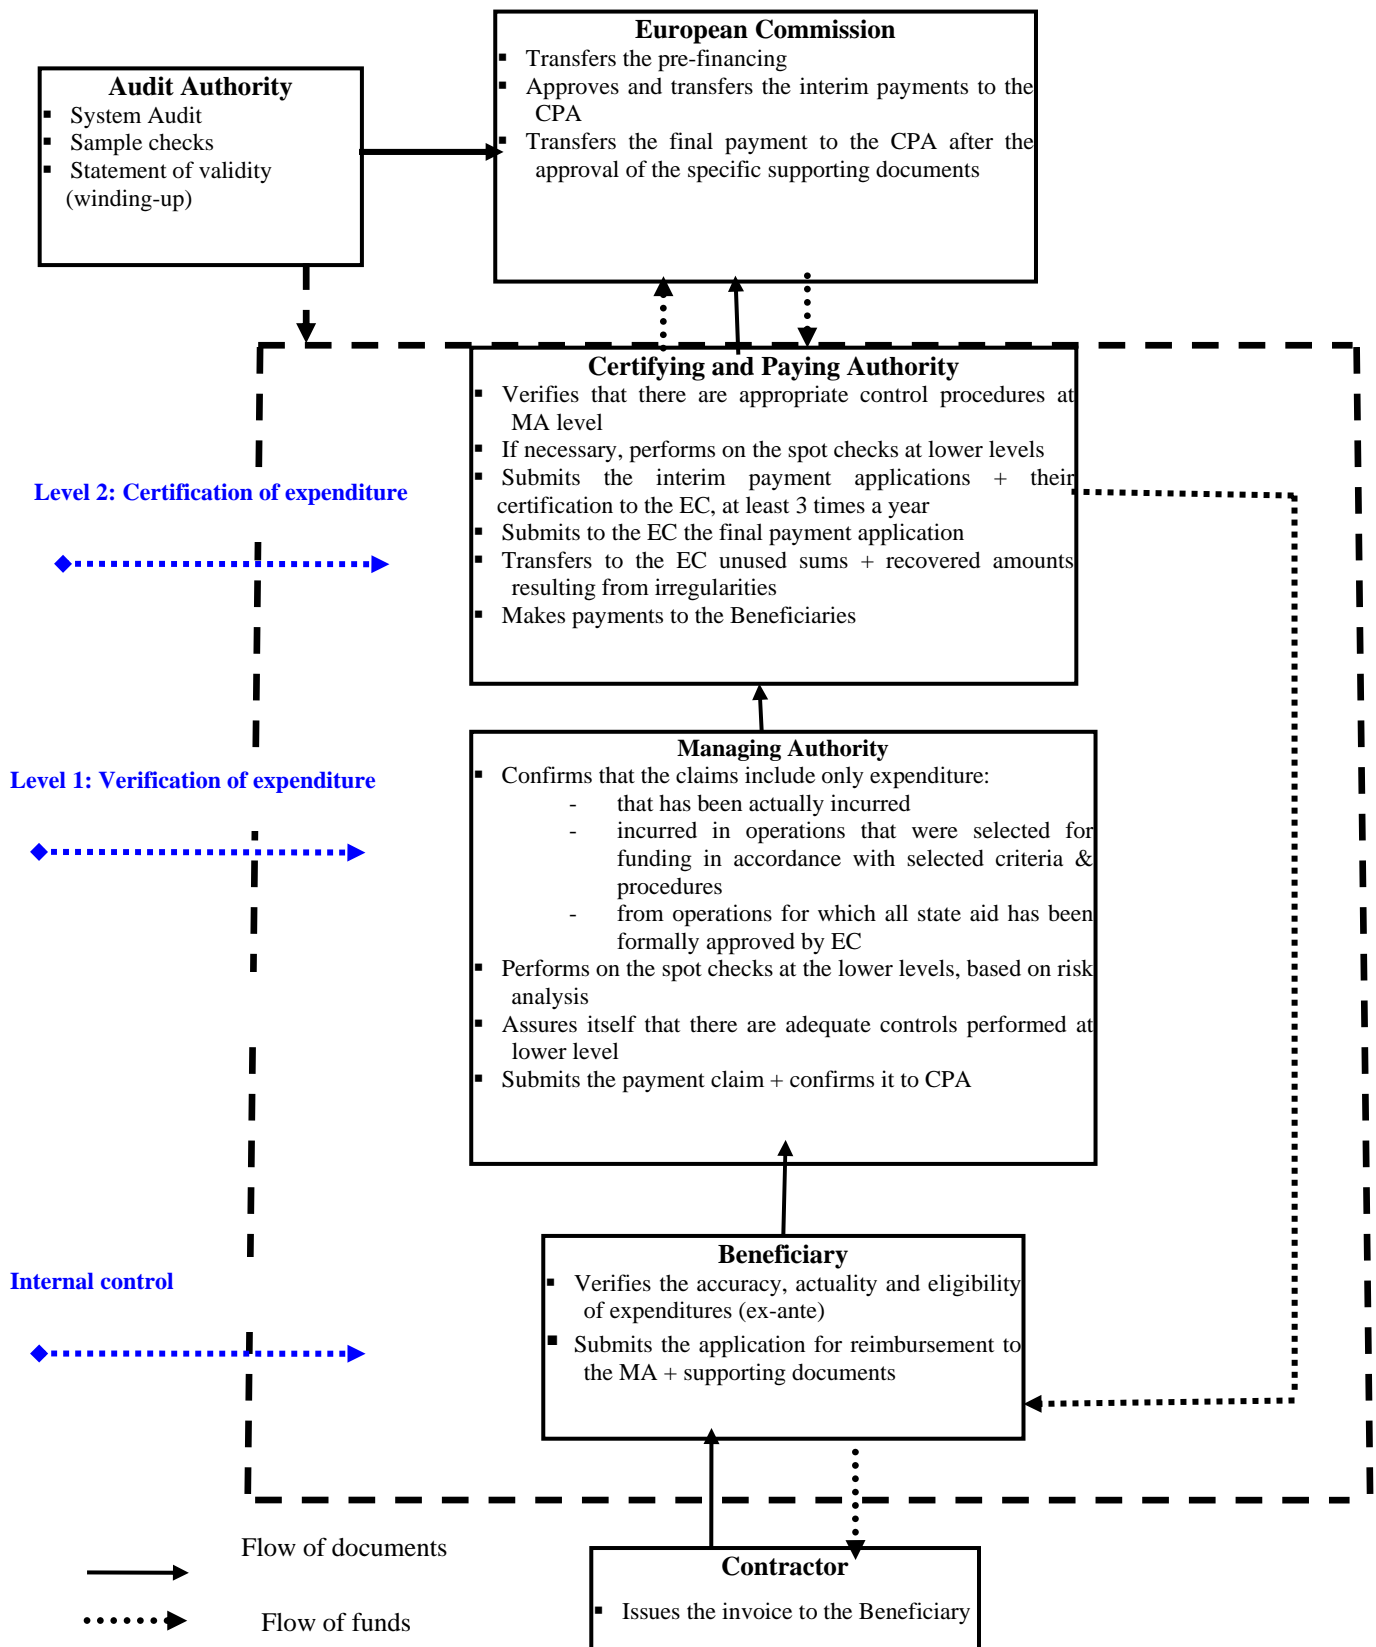 European Commission
▪ Transfers the pre-financing
▪ Approves and transfers the interim payments to the
CPA
▪ Transfers the final payment to the CPA after the
approval of the specific supporting documents
Audit Authority
▪ System Audit
▪ Sample checks
▪ Statement of validity
(winding-up)
Certifying and Paying Authority
▪ Verifies that there are appropriate control procedures at
MA level
▪ If necessary, performs on the spot checks at lower levels
▪ Submits the interim payment applications + their
certification to the EC, at least 3 times a year
▪ Submits to the EC the final payment application
▪ Transfers to the EC unused sums + recovered amounts
resulting from irregularities
▪ Makes payments to the Beneficiaries
Level 2: Certification of expenditure
Managing Authority
▪ Confirms that the claims include only expenditure:
- that has been actually incurred
- incurred in operations that were selected for
funding in accordance with selected criteria &
procedures
- from operations for which all state aid has been
formally approved by EC
▪ Performs on the spot checks at the lower levels, based on risk
analysis
▪ Assures itself that there are adequate controls performed at
lower level
▪ Submits the payment claim + confirms it to CPA
Level 1: Verification of expenditure
Beneficiary
▪ Verifies the accuracy, actuality and eligibility
of expenditures (ex-ante)
▪ Submits the application for reimbursement to
the MA + supporting documents
Internal control
Flow of documents
Flow of funds
Contractor
▪ Issues the invoice to the Beneficiary